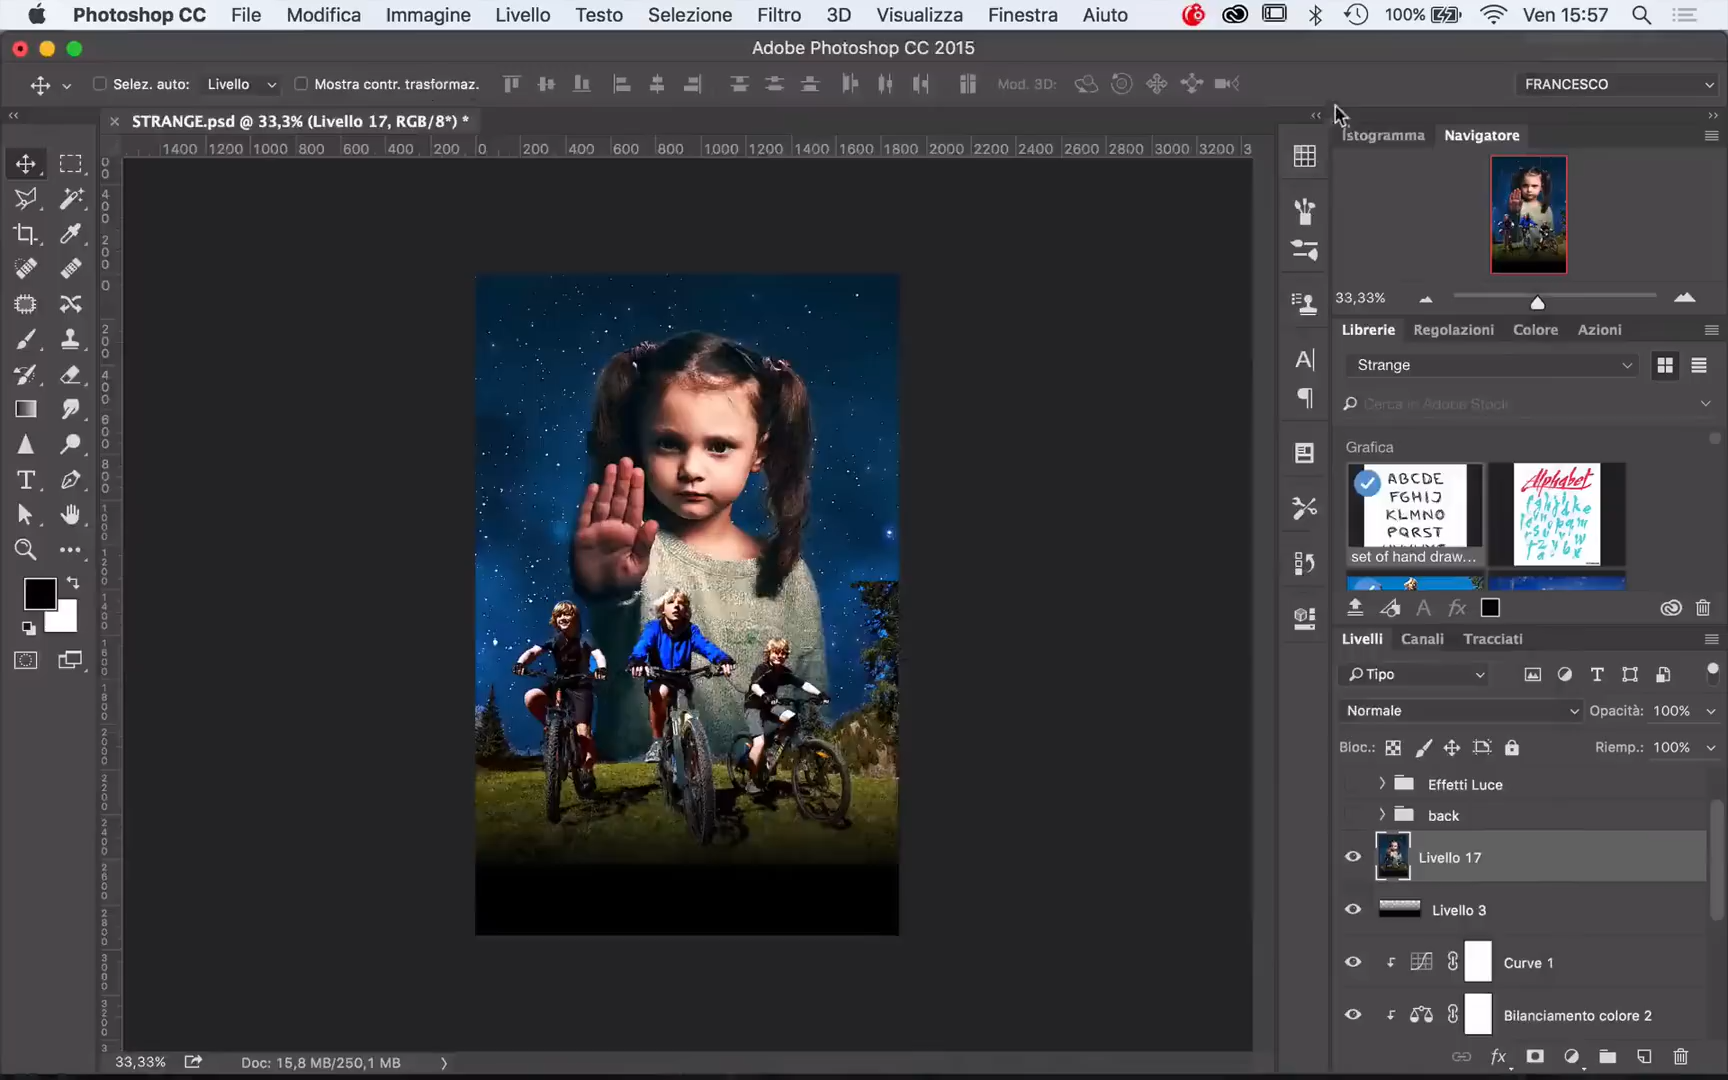 Photoshop CC File Modifica Immagine Livello Testo Selezione Filtro 3D Visualizza Finestra Aiuto 100% Ven 15:57
Adobe Photoshop CC 2015
Selez. auto: Livello Mostra contr. trasformaz. Mod. 3D: FRANCESCO
STRANGE.psd @ 33,3% (Livello 17, RGB/8*) *
1400 1200 1000 800 600 400 200 0 200 400 600 800 1000 1200 1400 1600 1800 2000 2200 2400 2600 2800 3000 3200 3
istogramma Navigatore
33,33%
Librerie Regolazioni Colore Azioni
Strange
Cerca in Adobe Stock
Grafica
ABCDE
FGHIJ
KLMNO
PQRST
set of hand draw...
Alphabet
Livelli Canali Tracciati
Tipo
Normale Opacità: 100%
Bloc.: Riemp.: 100%
Effetti Luce
back
Livello 17
Livello 3
Curve 1
Bilanciamento colore 2
33,33% Doc: 15,8 MB/250,1 MB